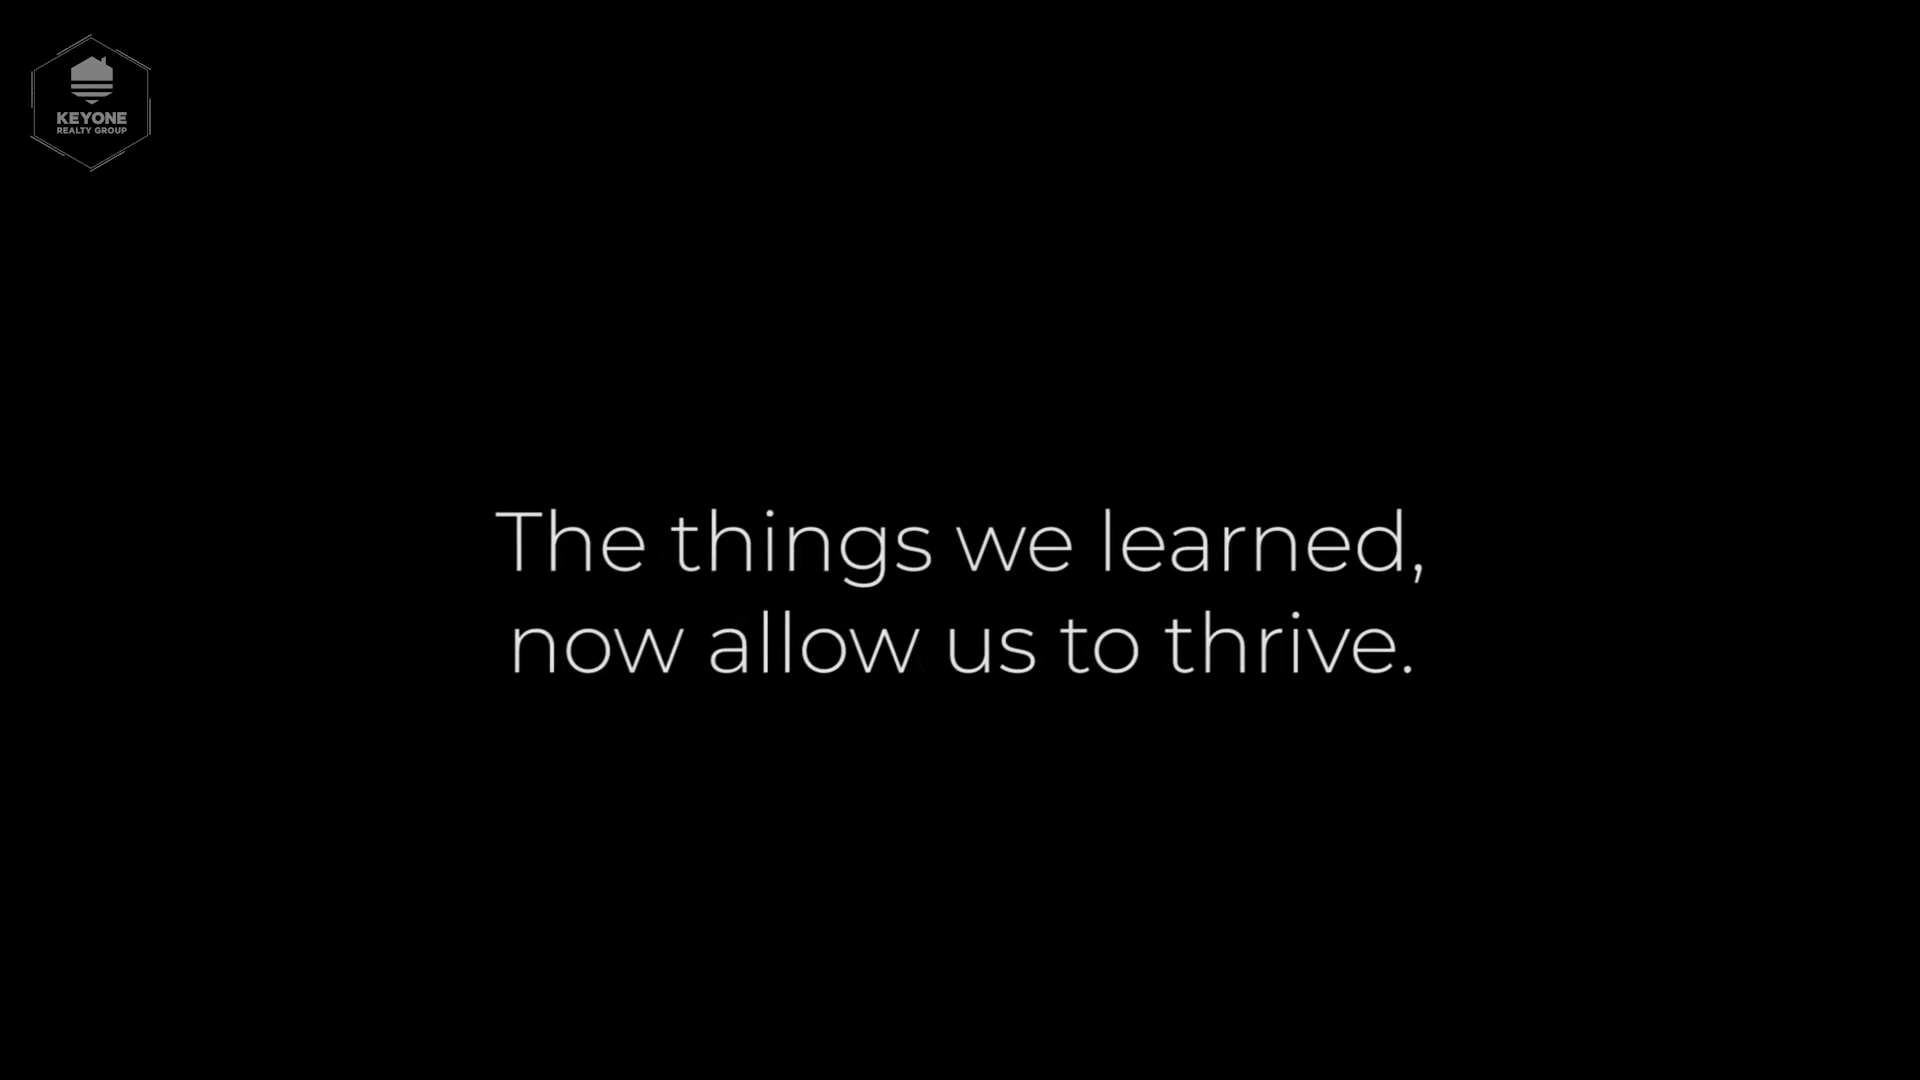 KEYONE
REALTY GROUP
The things we learned,
now allow us to thrive.